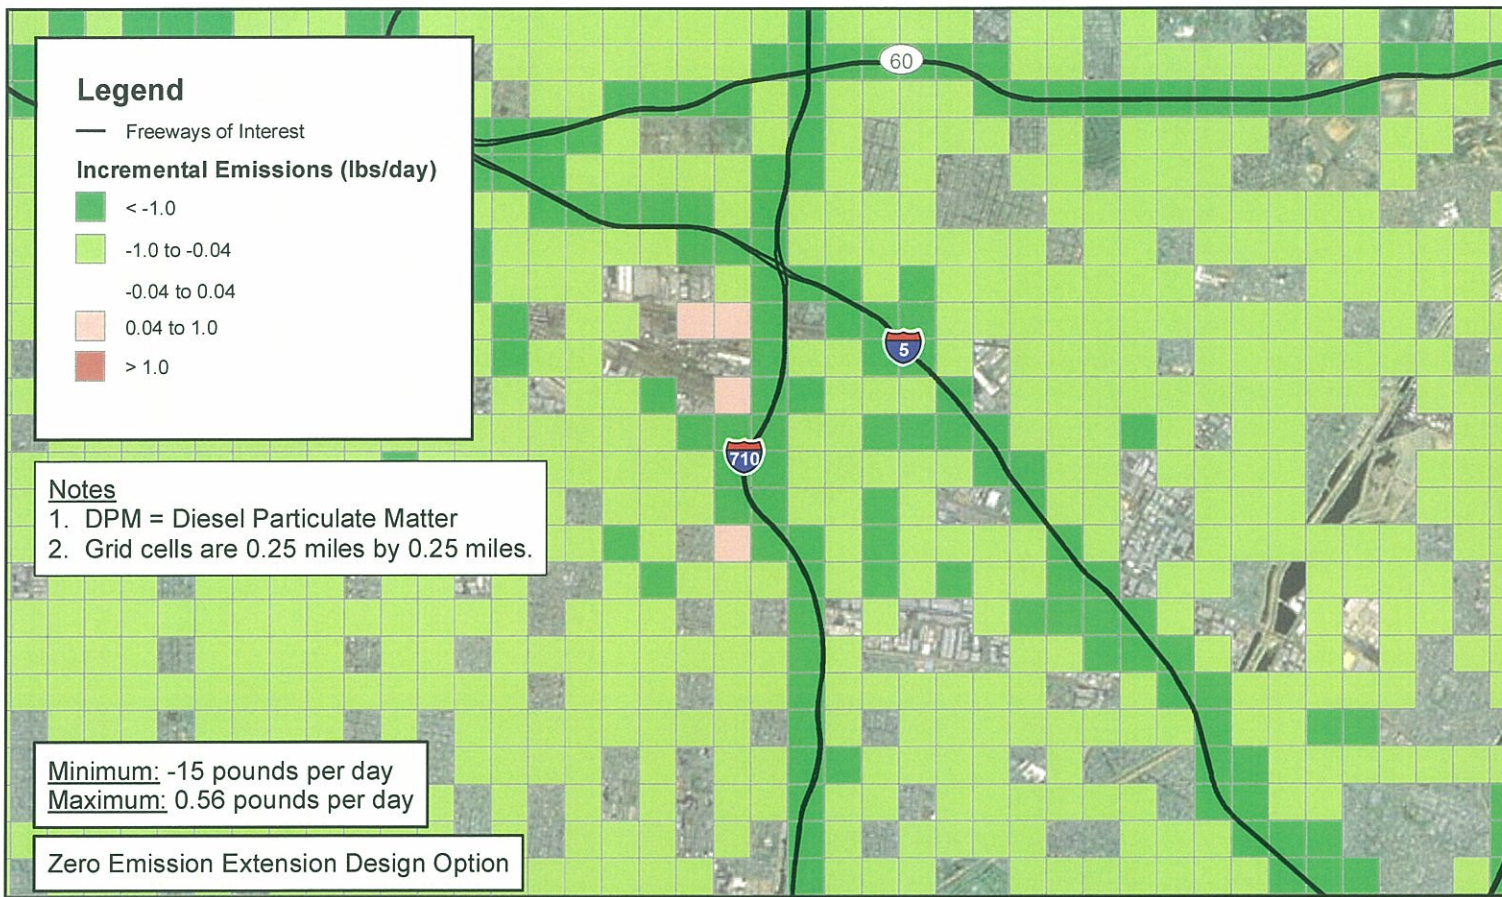 60
Legend
Freeways of Interest
Incremental Emissions (lbs/day)
< -1.0
-1.0 to -0.04
-0.04 to 0.04
0.04 to 1.0
> 1.0
5
710
Notes
1. DPM = Diesel Particulate Matter
2. Grid cells are 0.25 miles by 0.25 miles.
Minimum: -15 pounds per day
Maximum: 0.56 pounds per day
Zero Emission Extension Design Option